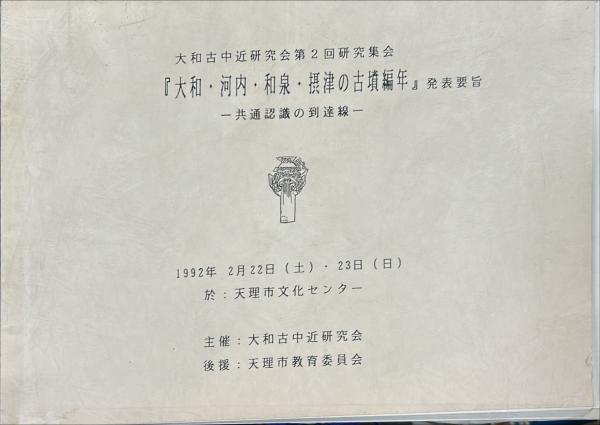 大和古中近研究会第2回研究集会
『大和・河内・和泉・摂津の古墳編年』発表要旨
―共通認識の到達線―
1992年 2月22日(土)・23日(日)
於:天理市文化センター
主催:大和古中近研究会
後援:天理市教育委員会